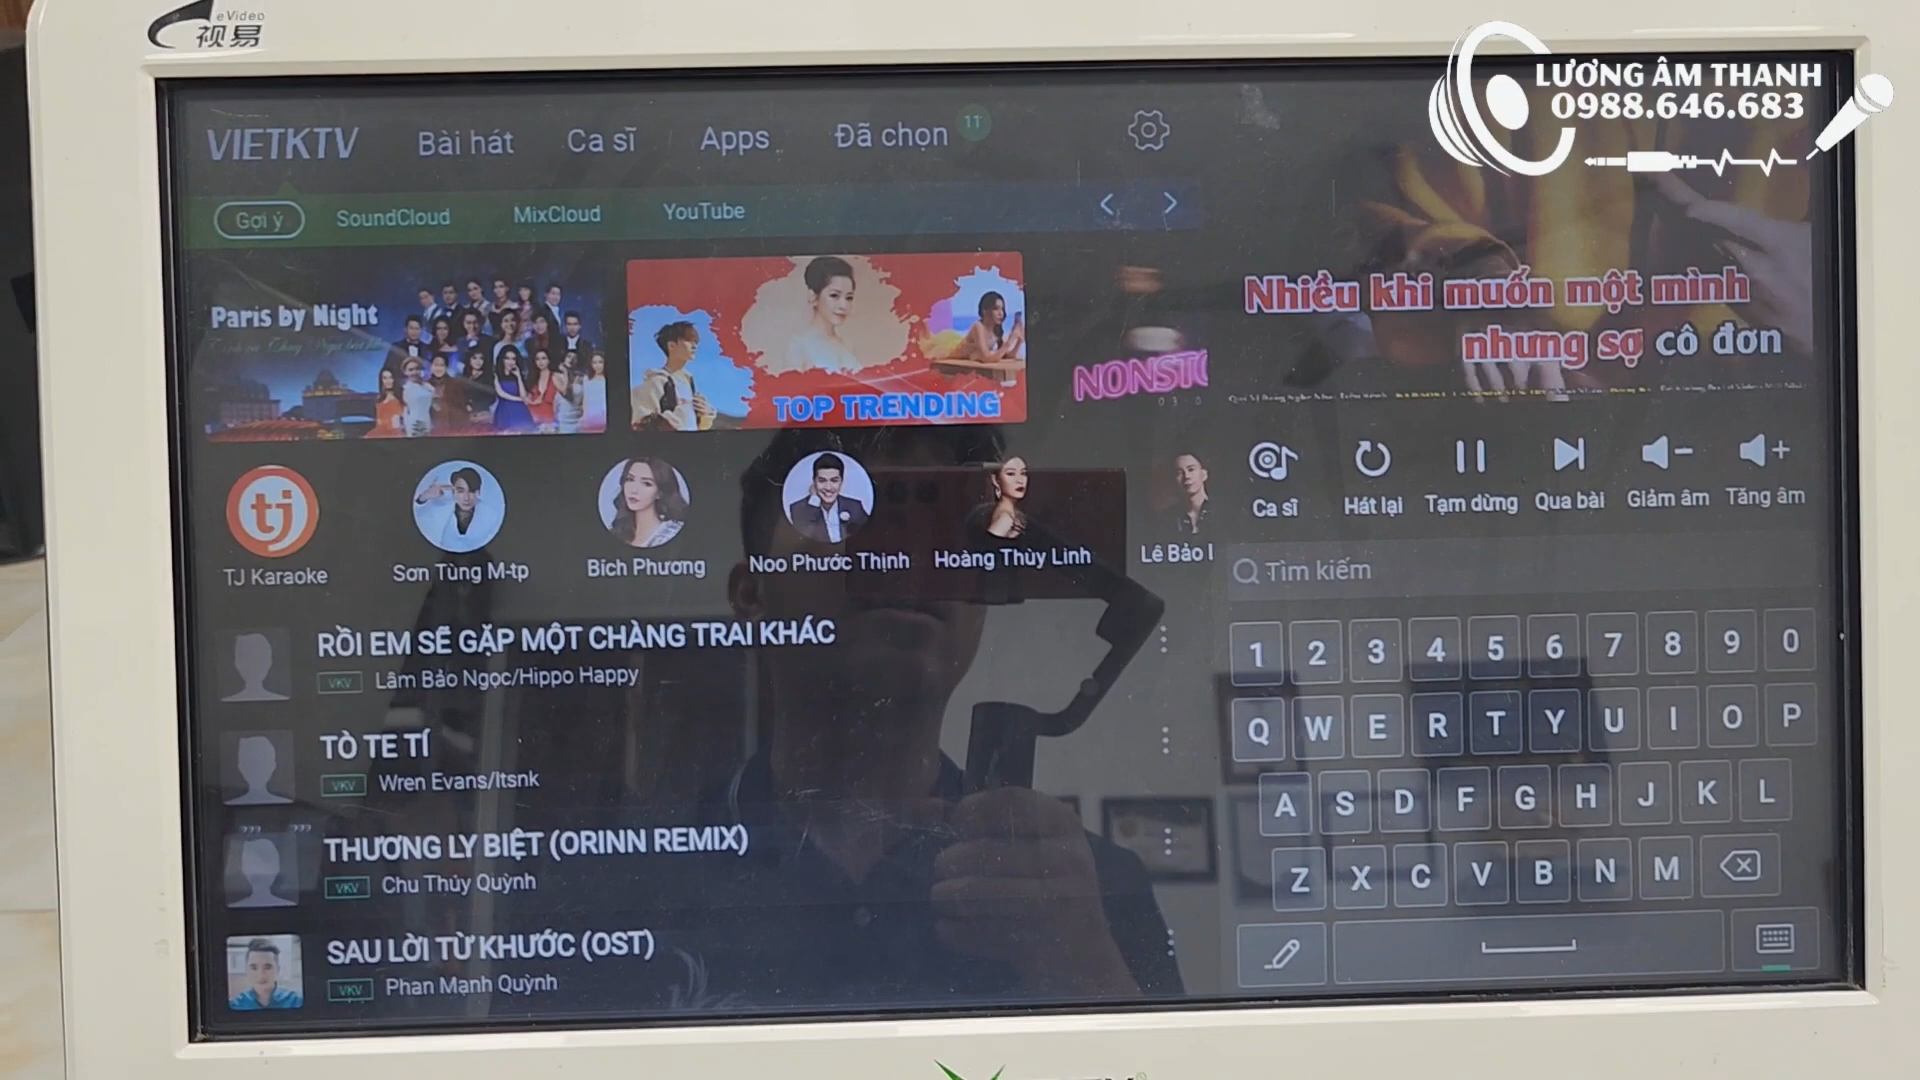 eVideo
视易
LƯƠNG ÂM THANH
0988.646.683
VIETKTV
Bài hát
Ca sĩ
Apps
Đã chọn
11
Gợi ý
SoundCloud
MixCloud
YouTube
Paris by Night
TOP TRENDING
Nhiều khi muốn một mình
nhưng sợ cô đơn
Ca sĩ
Hát lại
Tạm dừng
Qua bài
Giảm âm
Tăng âm
tj
TJ Karaoke
Sơn Tùng M-tp
Bích Phương
Noo Phước Thịnh
Hoàng Thùy Linh
Lê Bảo
Tìm kiếm
RỒI EM SẼ GẶP MỘT CHÀNG TRAI KHÁC
VKV Lâm Bảo Ngọc/Hippo Happy
TÒ TE TÍ
VKV Wren Evans/Itsnk
THƯƠNG LY BIỆT (ORINN REMIX)
VKV Chu Thúy Quỳnh
SAU LỜI TỪ KHƯỚC (OST)
VKV Phan Mạnh Quỳnh
1 2 3 4 5 6 7 8 9 0
Q W E R T Y U I O P
A S D F G H J K L
Z X C V B N M